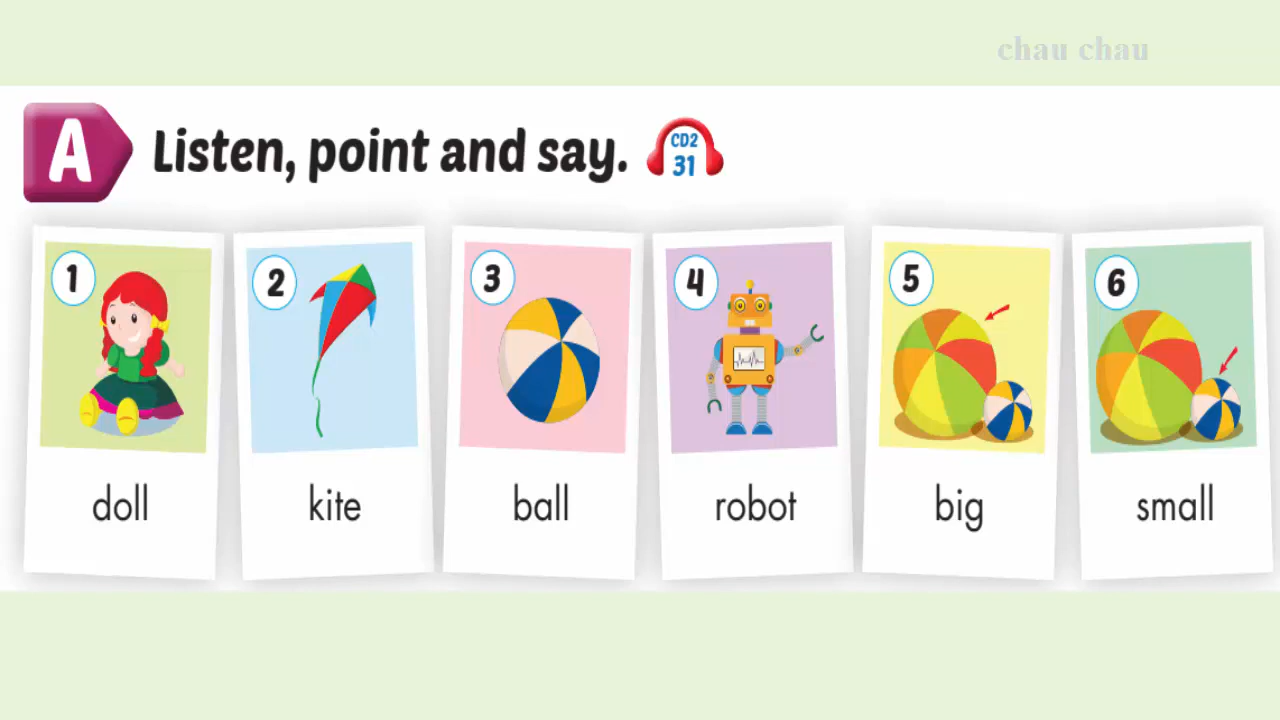 chau chau
A Listen, point and say. CD2 31
1 2 3 4 5 6
doll kite ball robot big small